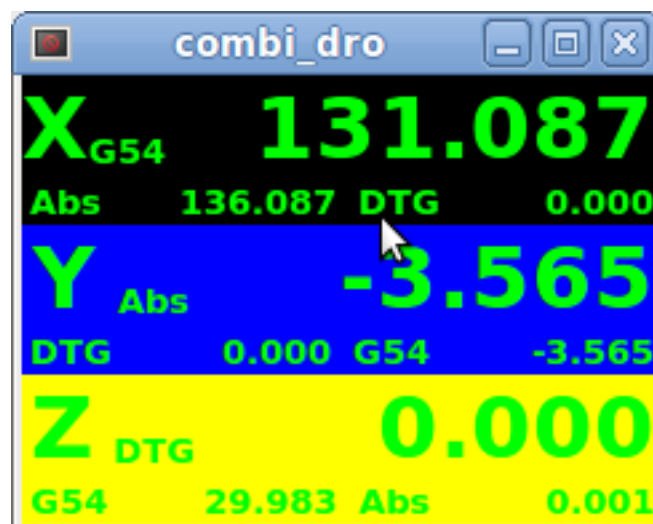 combi_dro
X G54 131.087
Abs 136.087 DTG 0.000
Y Abs -3.565
DTG 0.000 G54 -3.565
Z DTG 0.000
G54 29.983 Abs 0.001